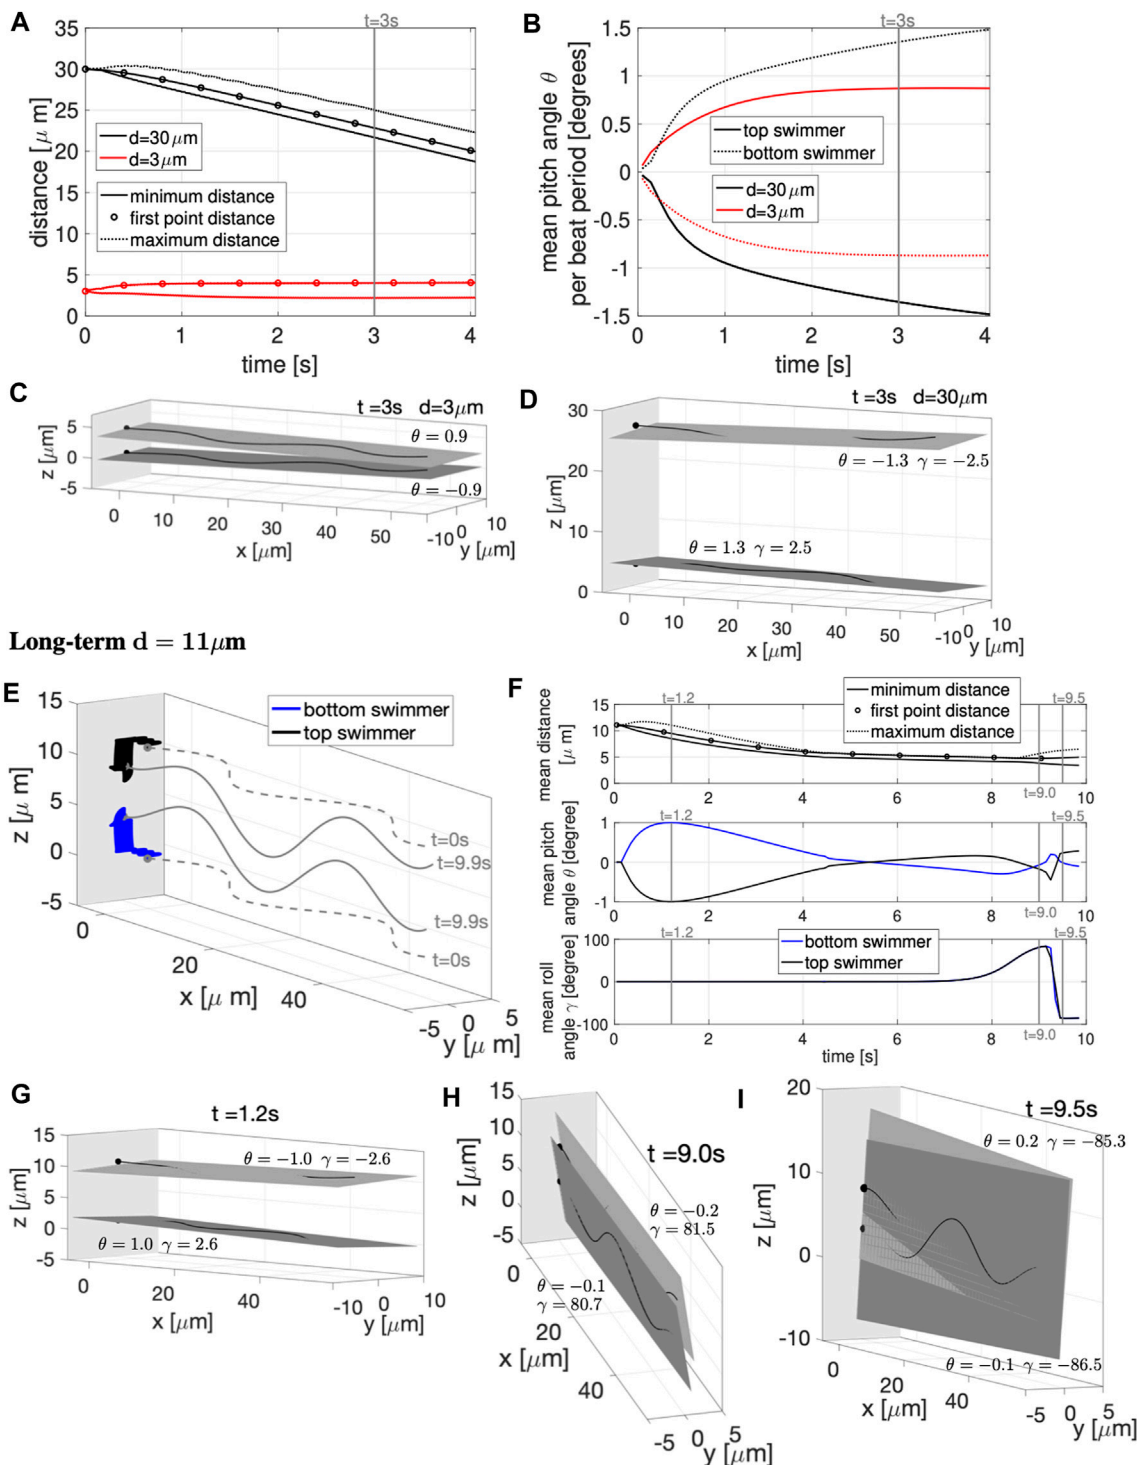 A
t=3s
35
30
25
20
15
10
5
0
distance [μ m]
d=30 μm
d=3 μm
minimum distance
first point distance
maximum distance
0 1 2 3 4
time [s]
B
t=3s
1.5
1
0.5
0
-0.5
-1
-1.5
mean pitch angle θ
per beat period [degrees]
top swimmer
bottom swimmer
d=30 μm
d=3 μm
0 1 2 3 4
time [s]
C
t =3s d=3μm
θ = 0.9
θ = −0.9
5
0
-5
z [μm]
0 10 20 30 40 50
x [μm]
-10 0 10
y [μm]
D
t =3s d=30μm
θ = −1.3 γ = −2.5
θ = 1.3 γ = 2.5
30
20
10
0
z [μm]
0 10 20 30 40 50
x [μm]
-10 0 10
y [μm]
Long-term d = 11μm
E
15
10
5
0
-5
z [μ m]
bottom swimmer
top swimmer
t=0s
t=9.9s
t=9.9s
t=0s
0 20 40
x [μ m]
-5 0 5
y [μ m]
F
minimum distance
first point distance
maximum distance
t=1.2
t=9.5
15
10
5
0
mean distance
[μ m]
0 2 4 6 8 10
t=9.0
t=1.2
t=9.5
1
0
-1
mean pitch
angle θ [degree]
0 2 4 6 8 10
t=9.0
t=1.2
t=9.5
bottom swimmer
top swimmer
100
0
-100
mean roll
angle γ [degree]
0 2 4 6 8 10
t=9.0
time [s]
G
t =1.2s
θ = −1.0 γ = −2.6
θ = 1.0 γ = 2.6
15
10
5
0
-5
z [μm]
0 20 40
x [μm]
-10 0 10
y [μm]
H
t =9.0s
θ = −0.2
γ = 81.5
θ = −0.1
γ = 80.7
15
10
5
0
-5
z [μm]
0 20 40
x [μm]
-5 0 5
y [μm]
I
t =9.5s
θ = 0.2 γ = −85.3
θ = −0.1 γ = −86.5
20
10
0
-10
z [μm]
0 20 40
x [μm]
-5 0 5
y [μm]